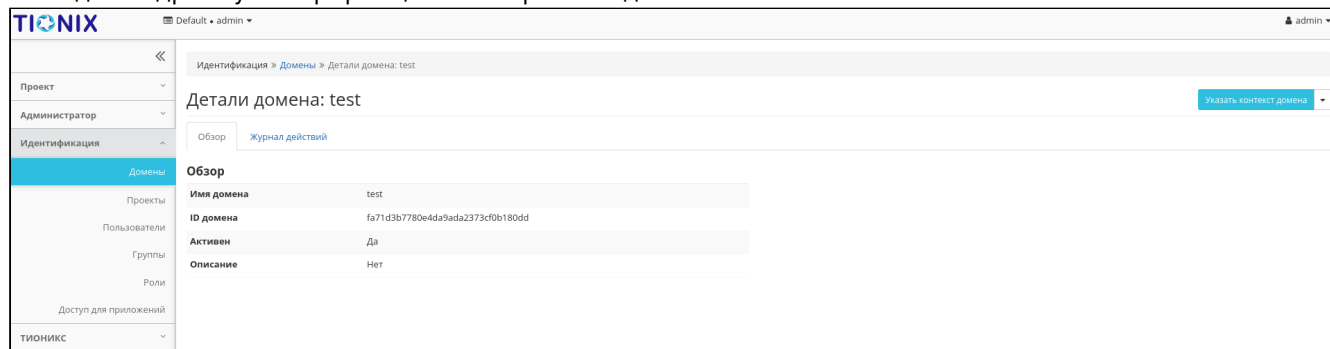 TIONIX
Default • admin
admin
Идентификация » Домены » Детали домена: test
Проект
Администратор
Идентификация
Домены
Проекты
Пользователи
Группы
Роли
Доступ для приложений
ТИОНИКС
Детали домена: test
Указать контекст домена
Обзор Журнал действий
Обзор
Имя домена test
ID домена fa71d3b7780e4da9ada2373cf0b180dd
Активен Да
Описание Нет